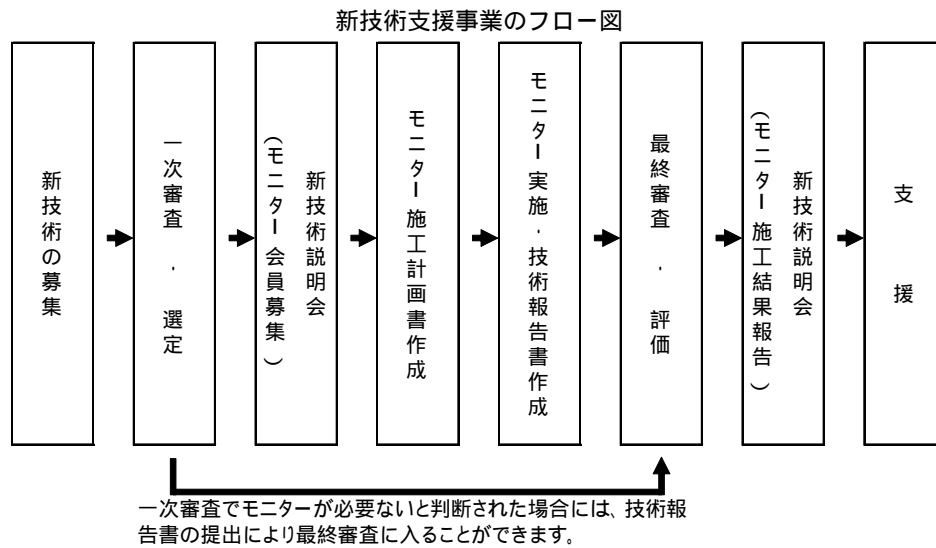 新技術支援事業のフロー図
新技術の募集
一次審査・選定
新技術説明会
(モニター会員募集)
モニター施工計画書作成
モニター実施・技術報告書作成
最終審査・評価
新技術説明会
(モニター施工結果報告)
支援
一次審査でモニターが必要ないと判断された場合には、技術報
告書の提出により最終審査に入ることができます。